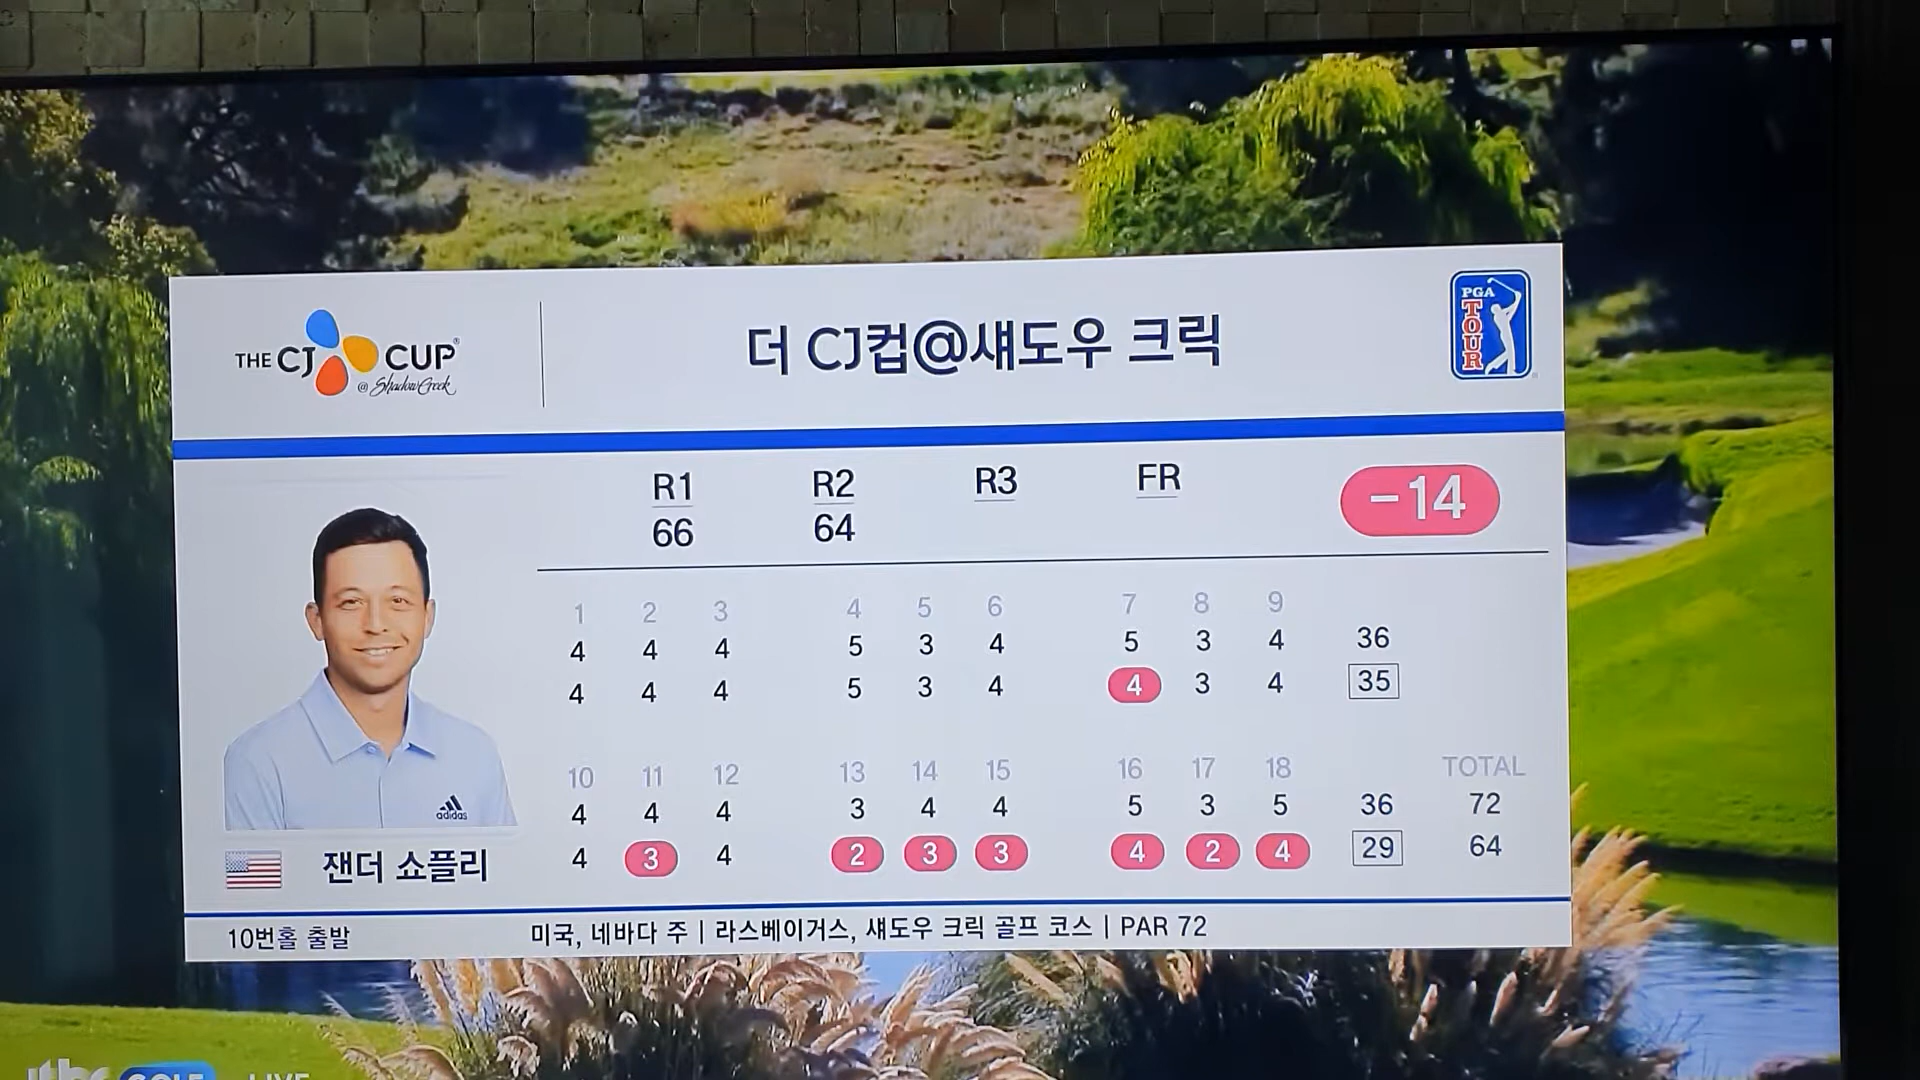 THE CJ CUP
@ Shadow Creek
더 CJ컵@섀도우 크릭
PGA
TOUR
R1 R2 R3 FR -14
66 64
1 2 3 4 5 6 7 8 9
4 4 4 5 3 4 5 3 4 36
4 4 4 5 3 4 4 3 4 35
10 11 12 13 14 15 16 17 18 TOTAL
4 4 4 3 4 4 5 3 5 36 72
4 3 4 2 3 3 4 2 4 29 64
adidas
잰더 쇼플리
10번홀 출발
미국, 네바다 주 | 라스베이거스, 섀도우 크릭 골프 코스 | PAR 72
jtbc GOLF LIVE